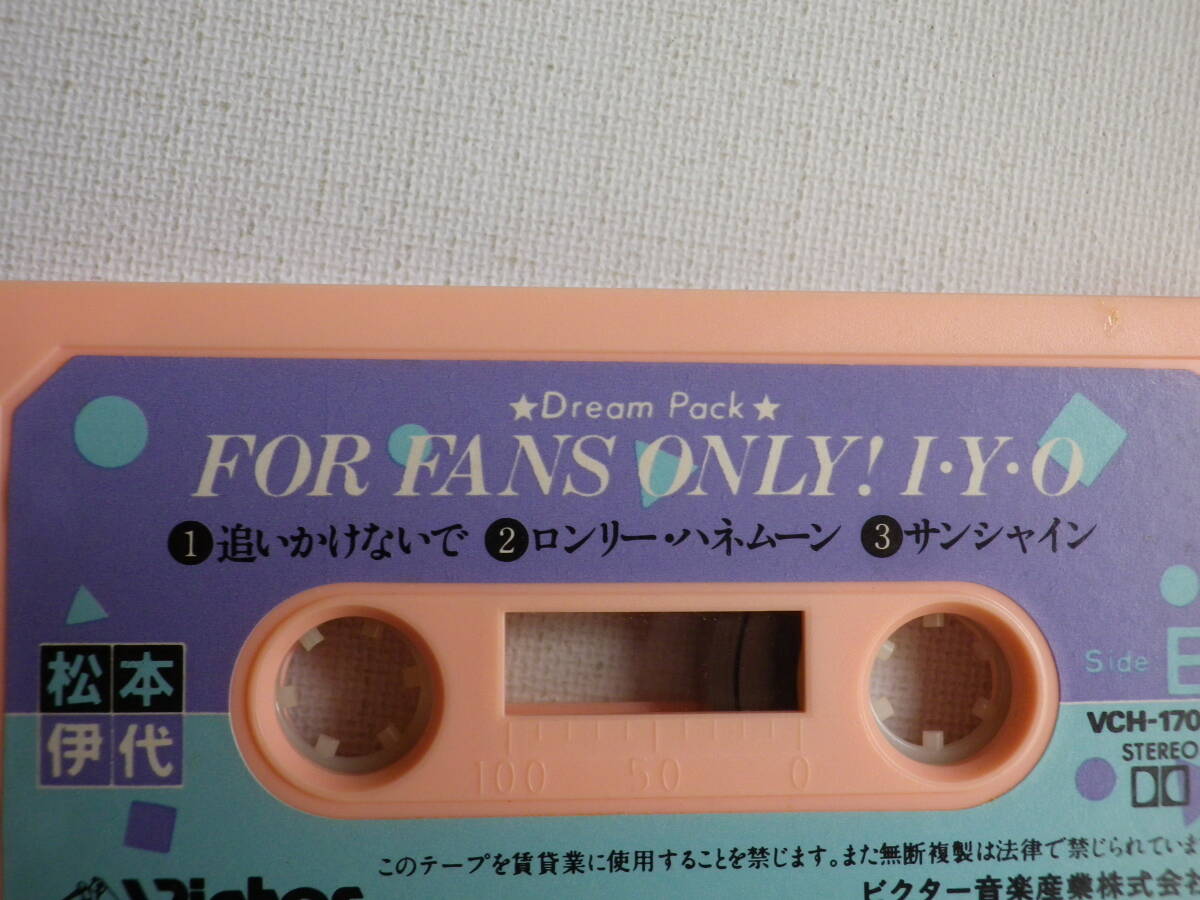 ★Dream Pack★
FOR FANS ONLY! I·Y·O
❶追いかけないで ❷ロンリー・ハネムーン ❸サンシャイン
松本
伊代
Side
VCH-170
STEREO
100 50 0
このテープを賃貸業に使用することを禁じます。また無断複製は法律で禁じられていま
ビクター音楽産業株式会社